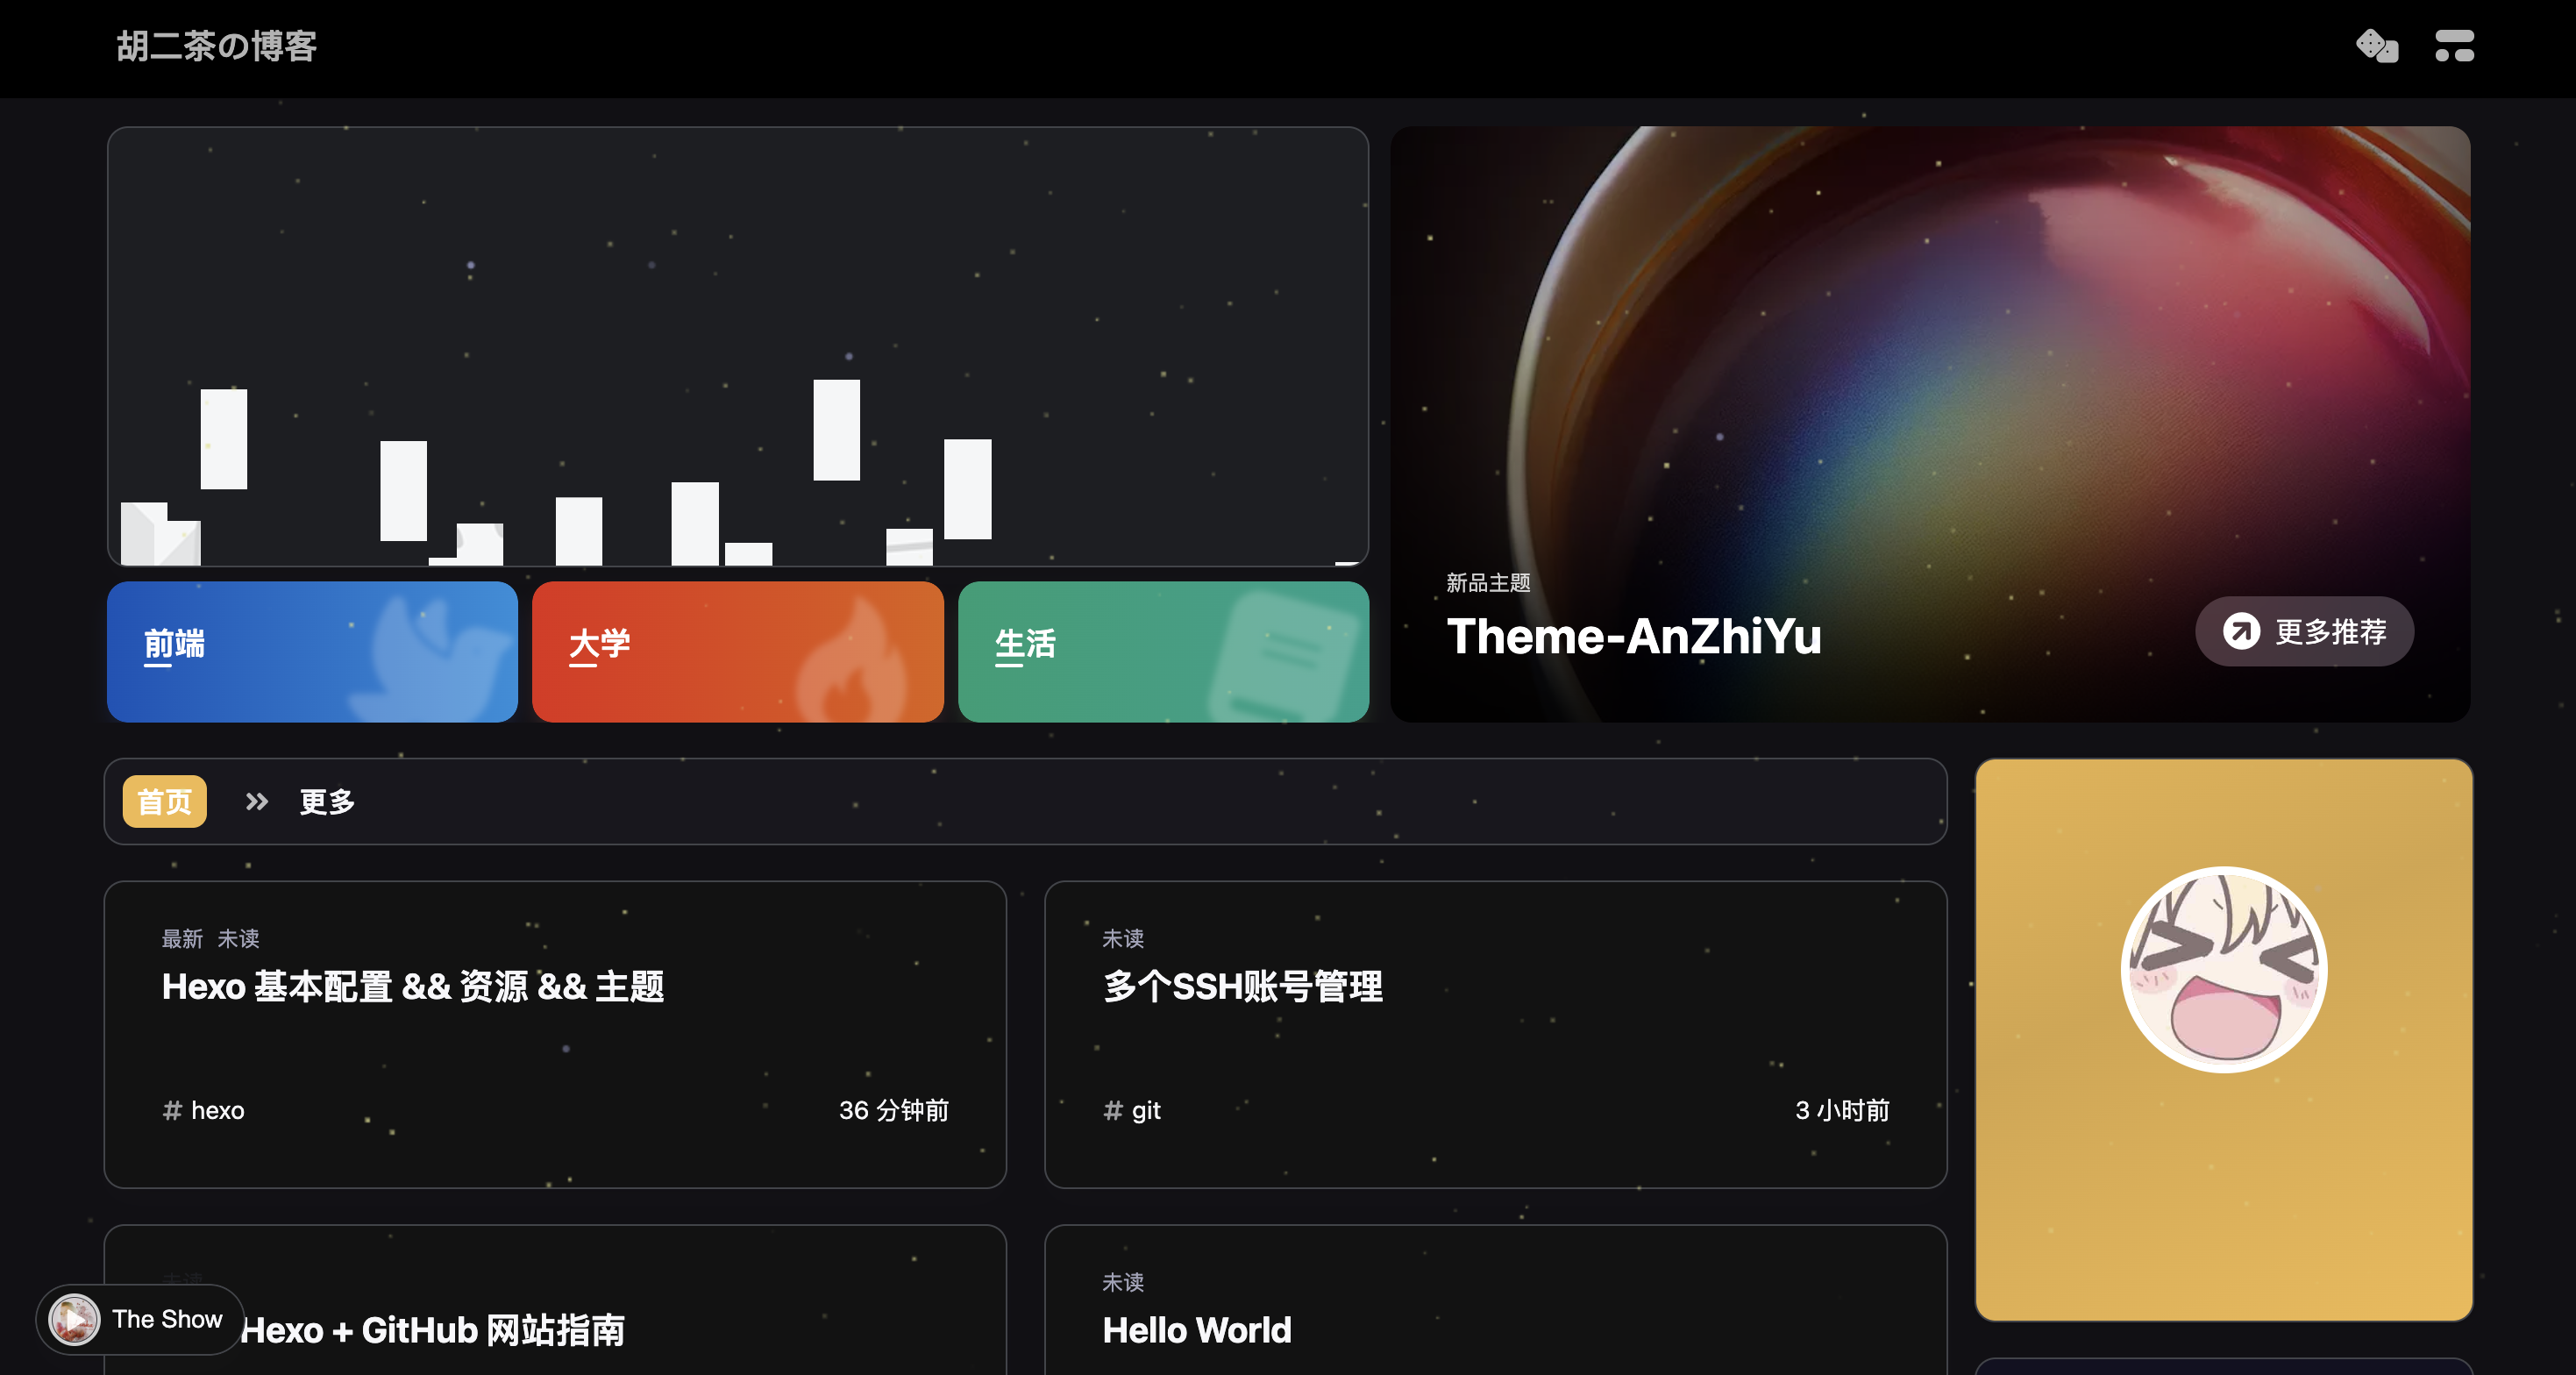 胡二茶の博客
新品主题
Theme-AnZhiYu
更多推荐
前端
大学
生活
首页
更多
最新 未读
Hexo 基本配置 && 资源 && 主题
# hexo
36 分钟前
未读
多个SSH账号管理
# git
3 小时前
未读
Hexo + GitHub 网站指南
未读
Hello World
The Show